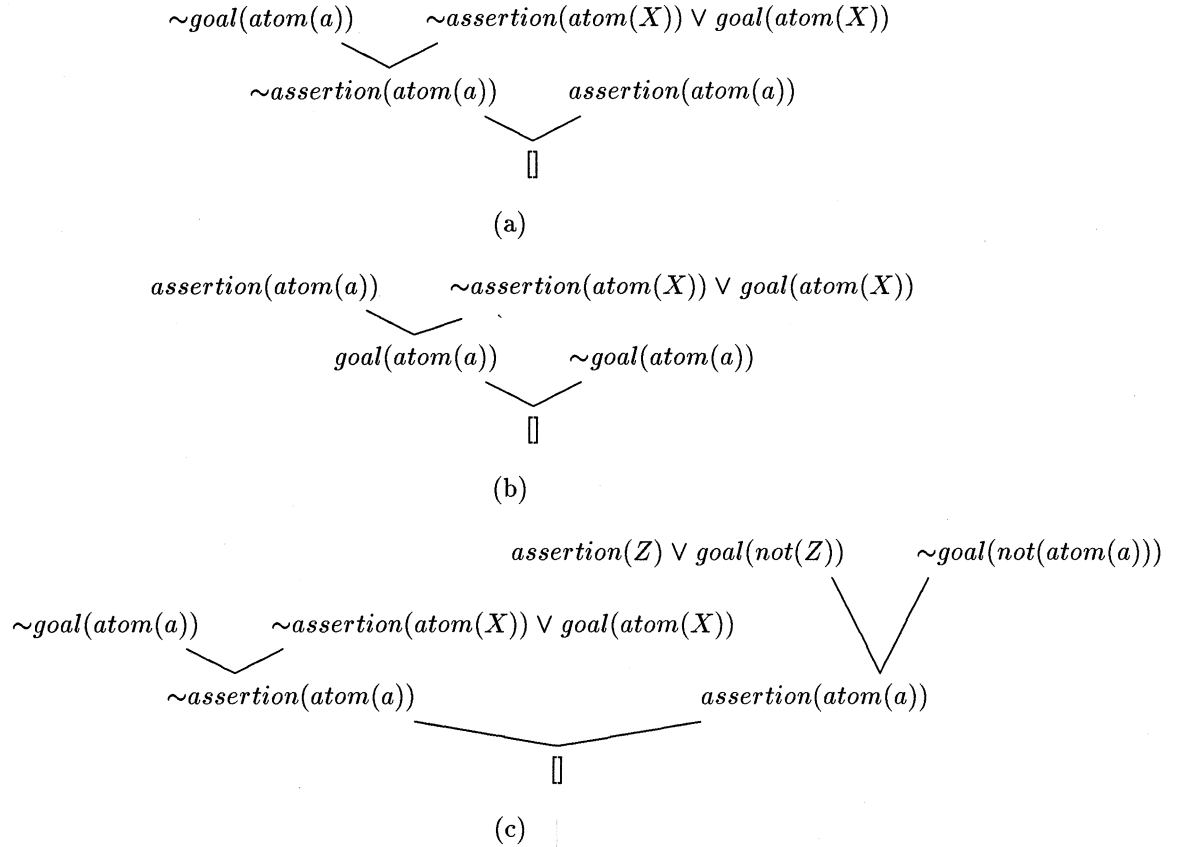 ~goal(atom(a)) ~assertion(atom(X)) ∨ goal(atom(X))
~assertion(atom(a)) assertion(atom(a))
[]
(a)
assertion(atom(a)) ~assertion(atom(X)) ∨ goal(atom(X))
goal(atom(a)) ~goal(atom(a))
[]
(b)
assertion(Z) ∨ goal(not(Z)) ~goal(not(atom(a)))
~goal(atom(a)) ~assertion(atom(X)) ∨ goal(atom(X))
~assertion(atom(a)) assertion(atom(a))
[]
(c)